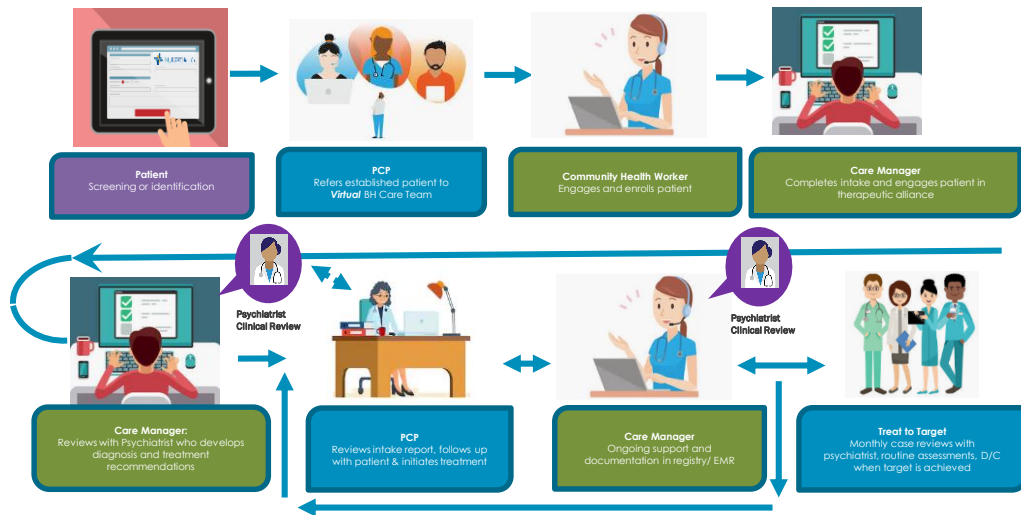 Patient
Screening or identification
PCP
Refers established patient to
Virtual BH Care Team
Community Health Worker
Engages and enrolls patient
Care Manager
Completes intake and engages patient in
therapeutic alliance
Psychiatrist
Clinical Review
Psychiatrist
Clinical Review
Care Manager:
Reviews with Psychiatrist who develops
diagnosis and treatment
recommendations
PCP
Reviews intake report, follows up
with patient & initiates treatment
Care Manager
Ongoing support and
documentation in registry/ EMR
Treat to Target
Monthly case reviews with
psychiatrist, routine assessments, D/C
when target is achieved